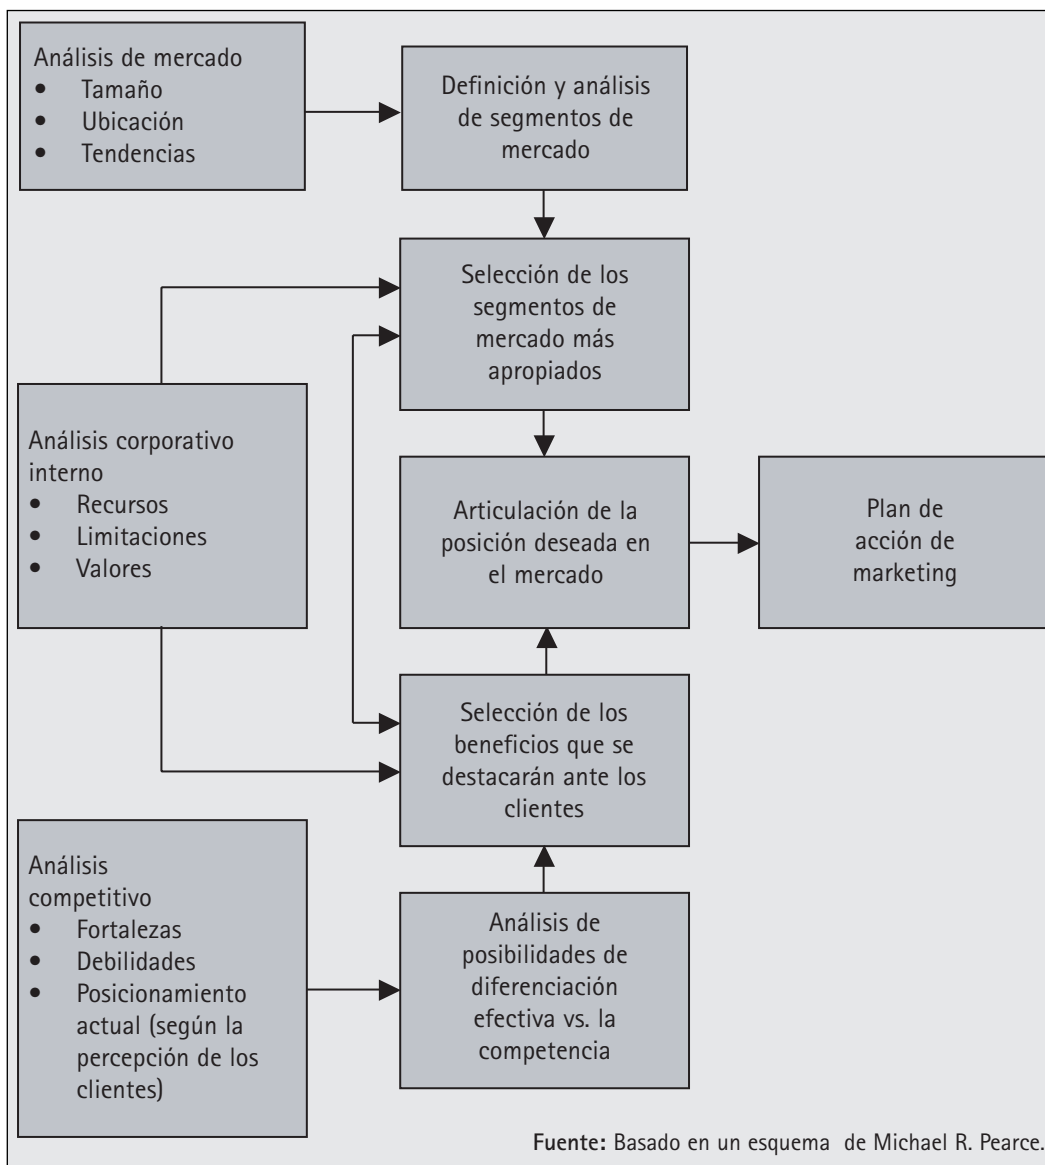 Análisis de mercado
• Tamaño
• Ubicación
• Tendencias
Definición y análisis
de segmentos de
mercado
Selección de los
segmentos de
mercado más
apropiados
Análisis corporativo
interno
• Recursos
• Limitaciones
• Valores
Articulación de la
posición deseada en
el mercado
Plan de
acción de
marketing
Selección de los
beneficios que se
destacarán ante los
clientes
Análisis
competitivo
• Fortalezas
• Debilidades
• Posicionamiento
actual (según la
percepción de los
clientes)
Análisis de
posibilidades de
diferenciación
efectiva vs. la
competencia
Fuente: Basado en un esquema de Michael R. Pearce.